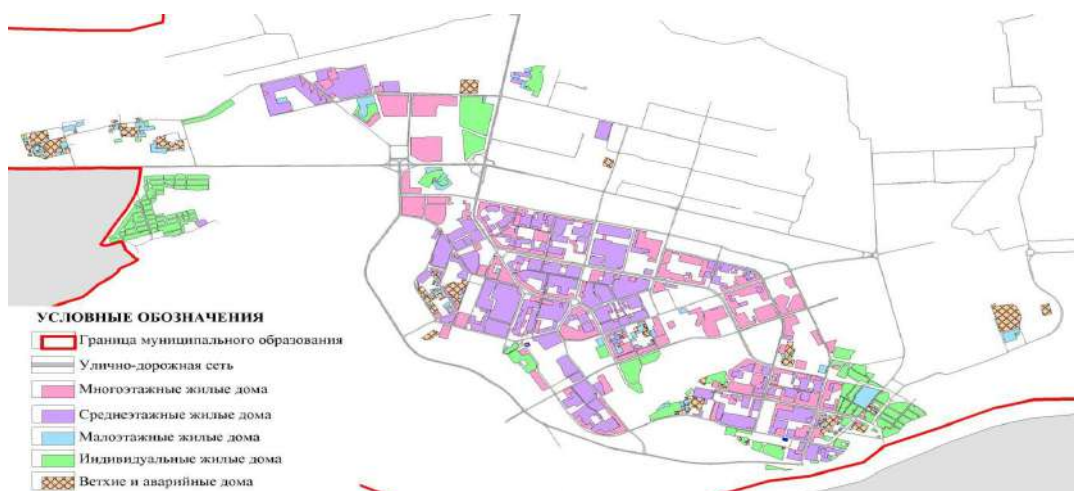 УСЛОВНЫЕ ОБОЗНАЧЕНИЯ
Граница муниципального образования
Улично-дорожная сеть
Многоэтажные жилые дома
Среднеэтажные жилые дома
Малоэтажные жилые дома
Индивидуальные жилые дома
Ветхие и аварийные дома